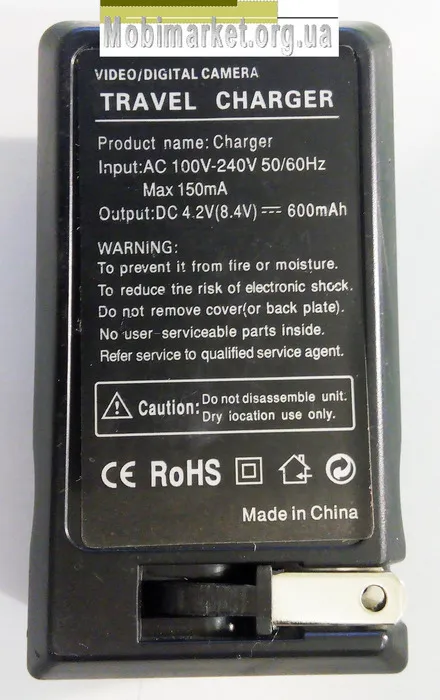 Mobimarket.org.ua
VIDEO/DIGITAL CAMERA
TRAVEL CHARGER
Product name: Charger
Input:AC 100V-240V 50/60Hz
Max 150mA
Output:DC 4.2V(8.4V) ⎓ 600mAh
WARNING:
To prevent it from fire or moisture.
To reduce the risk of electronic shock.
Do not remove cover(or back plate).
No user-serviceable parts inside.
Refer service to qualified service agent.
Caution: Do not disassemble unit.
Dry location use only.
CE RoHS
Made in China